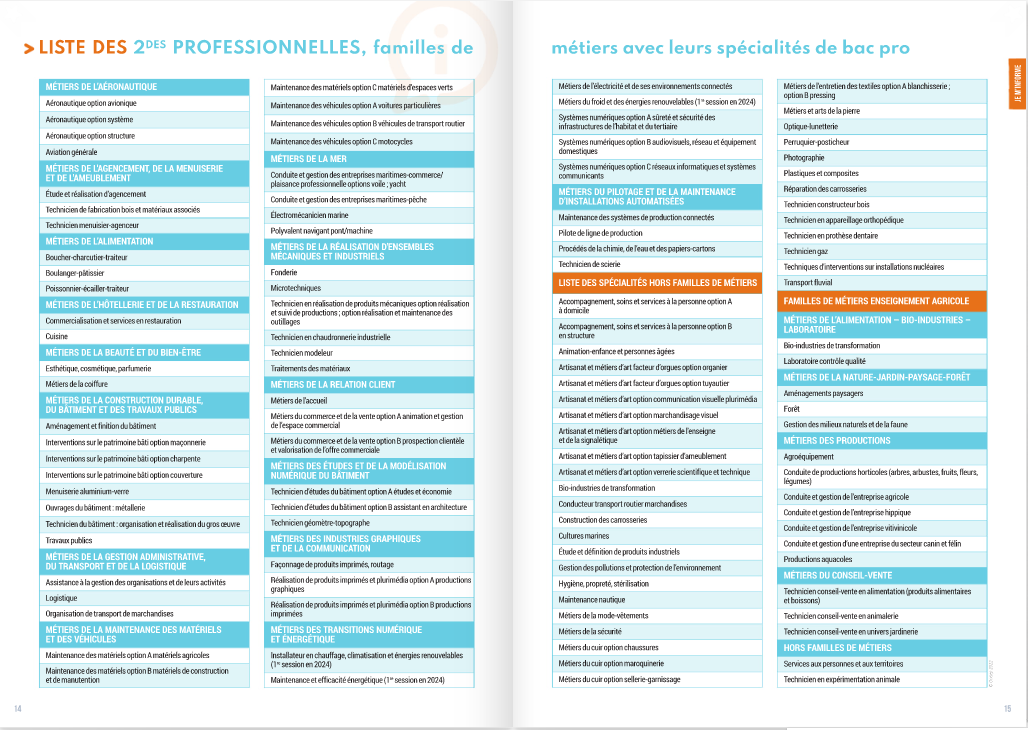 > LISTE DES 2DES PROFESSIONNELLES, familles de
MÉTIERS DE L'AÉRONAUTIQUE
Aéronautique option avionique
Aéronautique option système
Aéronautique option structure
Aviation générale
MÉTIERS DE L'AGENCEMENT, DE LA MENUISERIE
ET DE L'AMEUBLEMENT
Étude et réalisation d'agencement
Technicien de fabrication bois et matériaux associés
Technicien menuisier-agenceur
MÉTIERS DE L'ALIMENTATION
Boucher-charcutier-traiteur
Boulanger-pâtissier
Poissonnier-écailler-traiteur
MÉTIERS DE L'HÔTELLERIE ET DE LA RESTAURATION
Commercialisation et services en restauration
Cuisine
MÉTIERS DE LA BEAUTÉ ET DU BIEN-ÊTRE
Esthétique, cosmétique, parfumerie
Métiers de la coiffure
MÉTIERS DE LA CONSTRUCTION DURABLE,
DU BÂTIMENT ET DES TRAVAUX PUBLICS
Aménagement et finition du bâtiment
Interventions sur le patrimoine bâti option maçonnerie
Interventions sur le patrimoine bâti option charpente
Interventions sur le patrimoine bâti option couverture
Menuiserie aluminium-verre
Ouvrages du bâtiment : métallerie
Technicien du bâtiment : organisation et réalisation du gros œuvre
Travaux publics
MÉTIERS DE LA GESTION ADMINISTRATIVE,
DU TRANSPORT ET DE LA LOGISTIQUE
Assistance à la gestion des organisations et de leurs activités
Logistique
Organisation de transport de marchandises
MÉTIERS DE LA MAINTENANCE DES MATÉRIELS
ET DES VÉHICULES
Maintenance des matériels option A matériels agricoles
Maintenance des matériels option B matériels de construction
et de manutention
Maintenance des matériels option C matériels d'espaces verts
Maintenance des véhicules option A voitures particulières
Maintenance des véhicules option B véhicules de transport routier
Maintenance des véhicules option C motocycles
MÉTIERS DE LA MER
Conduite et gestion des entreprises maritimes-commerce/
plaisance professionnelle options voile ; yacht
Conduite et gestion des entreprises maritimes-pêche
Électromécanicien marine
Polyvalent navigant pont/machine
MÉTIERS DE LA RÉALISATION D'ENSEMBLES
MÉCANIQUES ET INDUSTRIELS
Fonderie
Microtechniques
Technicien en réalisation de produits mécaniques option réalisation
et suivi de productions ; option réalisation et maintenance des
outillages
Technicien en chaudronnerie industrielle
Technicien modeleur
Traitements des matériaux
MÉTIERS DE LA RELATION CLIENT
Métiers de l'accueil
Métiers du commerce et de la vente option A animation et gestion
de l'espace commercial
Métiers du commerce et de la vente option B prospection clientèle
et valorisation de l'offre commerciale
MÉTIERS DES ÉTUDES ET DE LA MODÉLISATION
NUMÉRIQUE DU BÂTIMENT
Technicien d'études du bâtiment option A études et économie
Technicien d'études du bâtiment option B assistant en architecture
Technicien géomètre-topographe
MÉTIERS DES INDUSTRIES GRAPHIQUES
ET DE LA COMMUNICATION
Façonnage de produits imprimés, routage
Réalisation de produits imprimés et plurimédia option A productions
graphiques
Réalisation de produits imprimés et plurimédia option B productions
imprimées
MÉTIERS DES TRANSITIONS NUMÉRIQUE
ET ÉNERGÉTIQUE
Installateur en chauffage, climatisation et énergies renouvelables
(1re session en 2024)
Maintenance et efficacité énergétique (1re session en 2024)
14
métiers avec leurs spécialités de bac pro
JE M'INFORME
Métiers de l'électricité et de ses environnements connectés
Métiers du froid et des énergies renouvelables (1re session en 2024)
Systèmes numériques option A sûreté et sécurité des
infrastructures de l'habitat et du tertiaire
Systèmes numériques option B audiovisuels, réseau et équipement
domestiques
Systèmes numériques option C réseaux informatiques et systèmes
communicants
MÉTIERS DU PILOTAGE ET DE LA MAINTENANCE
D'INSTALLATIONS AUTOMATISÉES
Maintenance des systèmes de production connectés
Pilote de ligne de production
Procédés de la chimie, de l'eau et des papiers-cartons
Technicien de scierie
LISTE DES SPÉCIALITÉS HORS FAMILLES DE MÉTIERS
Accompagnement, soins et services à la personne option A
à domicile
Accompagnement, soins et services à la personne option B
en structure
Animation-enfance et personnes âgées
Artisanat et métiers d'art facteur d'orgues option organier
Artisanat et métiers d'art facteur d'orgues option tuyautier
Artisanat et métiers d'art option communication visuelle plurimédia
Artisanat et métiers d'art option marchandisage visuel
Artisanat et métiers d'art option métiers de l'enseigne
et de la signalétique
Artisanat et métiers d'art option tapissier d'ameublement
Artisanat et métiers d'art option verrerie scientifique et technique
Bio-industries de transformation
Conducteur transport routier marchandises
Construction des carrosseries
Cultures marines
Étude et définition de produits industriels
Gestion des pollutions et protection de l'environnement
Hygiène, propreté, stérilisation
Maintenance nautique
Métiers de la mode-vêtements
Métiers de la sécurité
Métiers du cuir option chaussures
Métiers du cuir option maroquinerie
Métiers du cuir option sellerie-garnissage
Métiers de l'entretien des textiles option A blanchisserie ;
option B pressing
Métiers et arts de la pierre
Optique-lunetterie
Perruquier-posticheur
Photographie
Plastiques et composites
Réparation des carrosseries
Technicien constructeur bois
Technicien en appareillage orthopédique
Technicien en prothèse dentaire
Technicien gaz
Techniques d'interventions sur installations nucléaires
Transport fluvial
FAMILLES DE MÉTIERS ENSEIGNEMENT AGRICOLE
MÉTIERS DE L'ALIMENTATION – BIO-INDUSTRIES –
LABORATOIRE
Bio-industries de transformation
Laboratoire contrôle qualité
MÉTIERS DE LA NATURE-JARDIN-PAYSAGE-FORÊT
Aménagements paysagers
Forêt
Gestion des milieux naturels et de la faune
MÉTIERS DES PRODUCTIONS
Agroéquipement
Conduite de productions horticoles (arbres, arbustes, fruits, fleurs,
légumes)
Conduite et gestion de l'entreprise agricole
Conduite et gestion de l'entreprise hippique
Conduite et gestion de l'entreprise vitivinicole
Conduite et gestion d'une entreprise du secteur canin et félin
Productions aquacoles
MÉTIERS DU CONSEIL-VENTE
Technicien conseil-vente en alimentation (produits alimentaires
et boissons)
Technicien conseil-vente en animalerie
Technicien conseil-vente en univers jardinerie
HORS FAMILLES DE MÉTIERS
Services aux personnes et aux territoires
Technicien en expérimentation animale
15